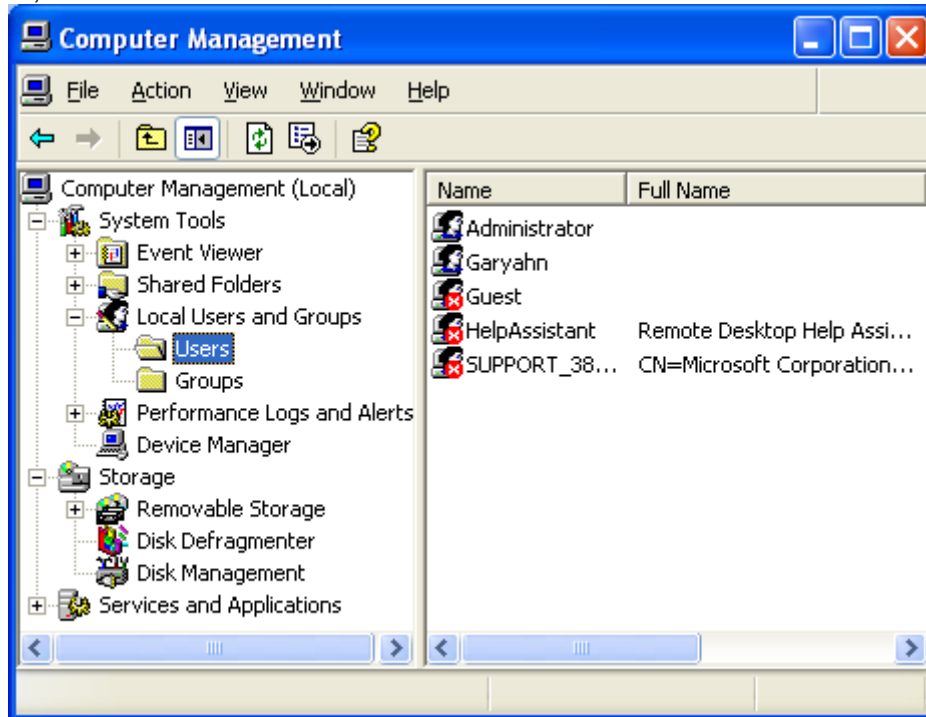 Computer Management
File Action View Window Help
Computer Management (Local)
System Tools
Event Viewer
Shared Folders
Local Users and Groups
Users
Groups
Performance Logs and Alerts
Device Manager
Storage
Removable Storage
Disk Defragmenter
Disk Management
Services and Applications
Name Full Name
Administrator
Garyahn
Guest
HelpAssistant Remote Desktop Help Assi...
SUPPORT_38... CN=Microsoft Corporation...